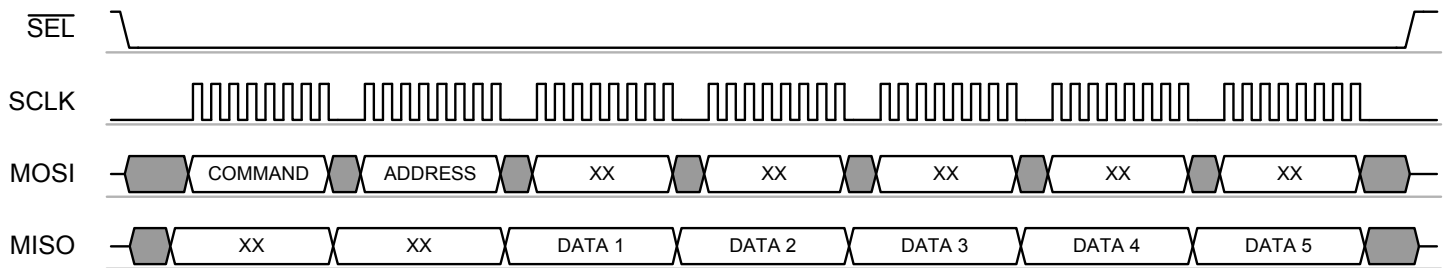 SEL
SCLK
MOSI COMMAND ADDRESS XX XX XX XX XX
MISO XX XX DATA 1 DATA 2 DATA 3 DATA 4 DATA 5